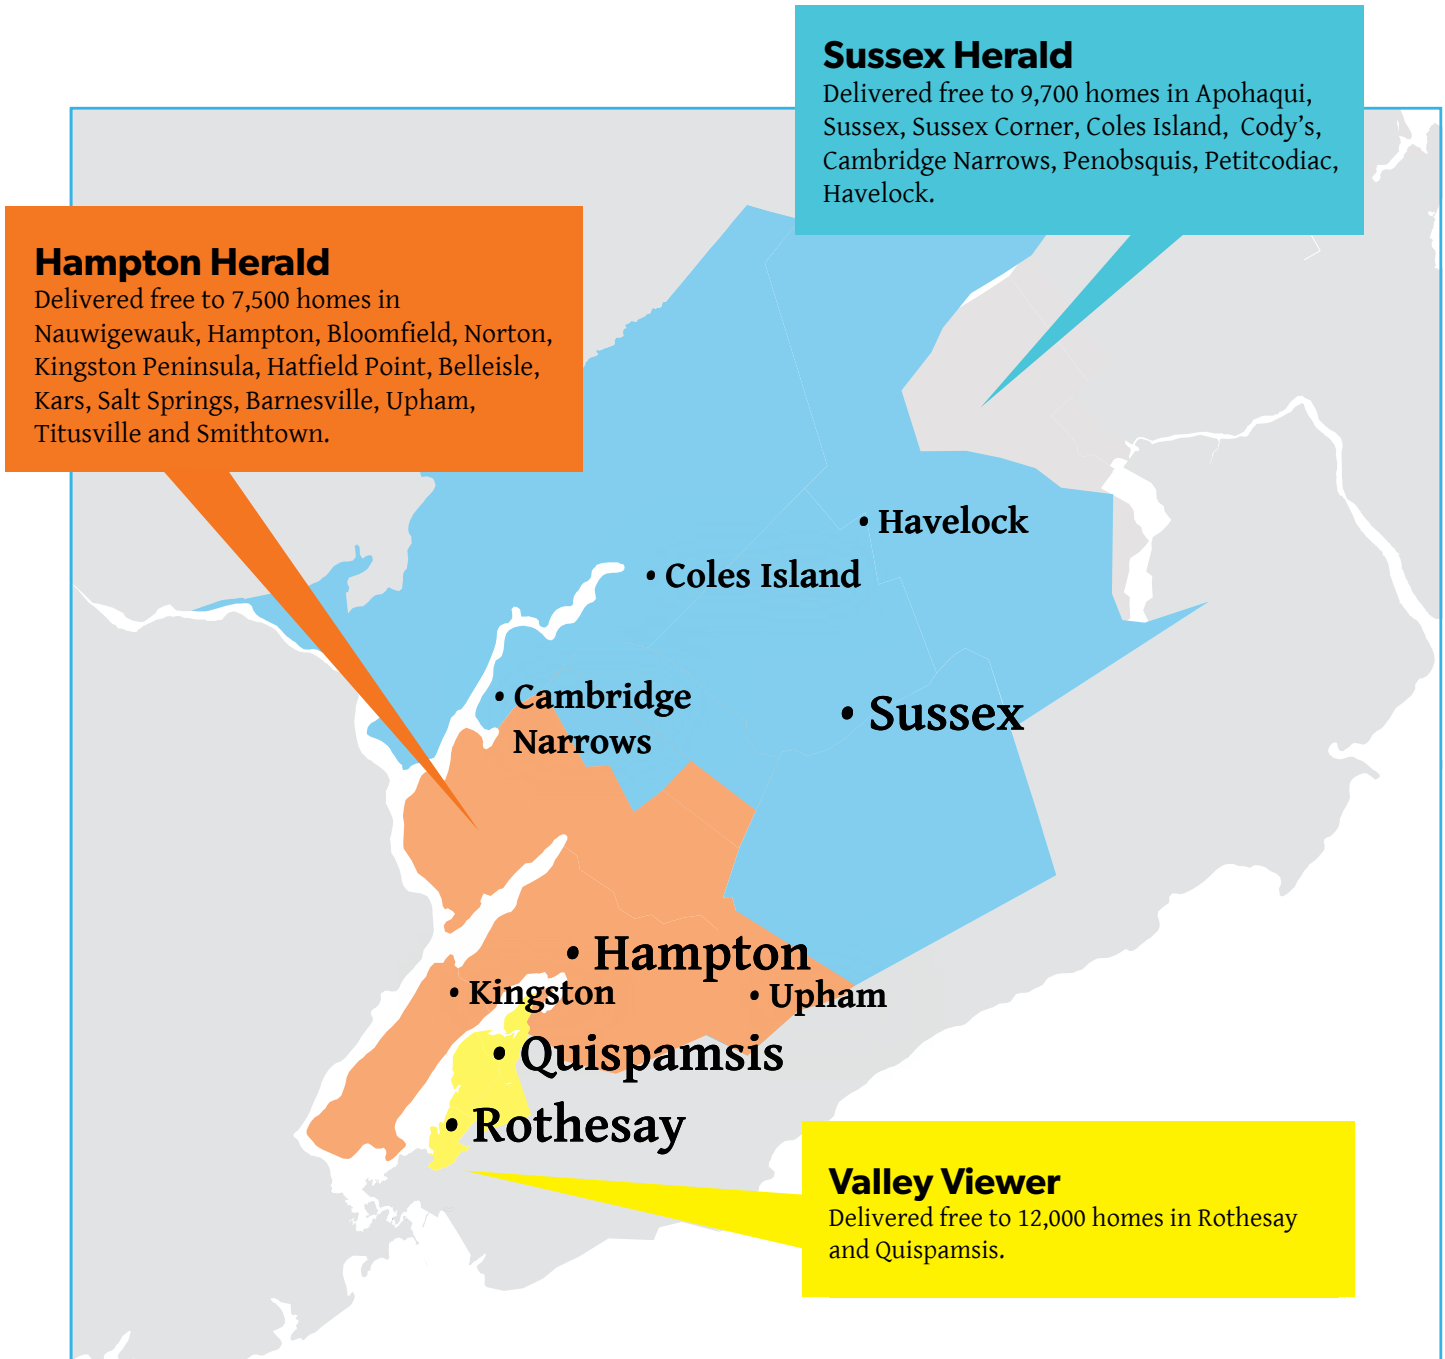 Sussex Herald
Delivered free to 9,700 homes in Apohaqui,
Sussex, Sussex Corner, Coles Island, Cody's,
Cambridge Narrows, Penobsquis, Petitcodiac,
Havelock.
Hampton Herald
Delivered free to 7,500 homes in
Nauwigewauk, Hampton, Bloomfield, Norton,
Kingston Peninsula, Hatfield Point, Belleisle,
Kars, Salt Springs, Barnesville, Upham,
Titusville and Smithtown.
• Havelock
• Coles Island
• Cambridge
Narrows
• Sussex
• Hampton
• Kingston
• Upham
• Quispamsis
• Rothesay
Valley Viewer
Delivered free to 12,000 homes in Rothesay
and Quispamsis.